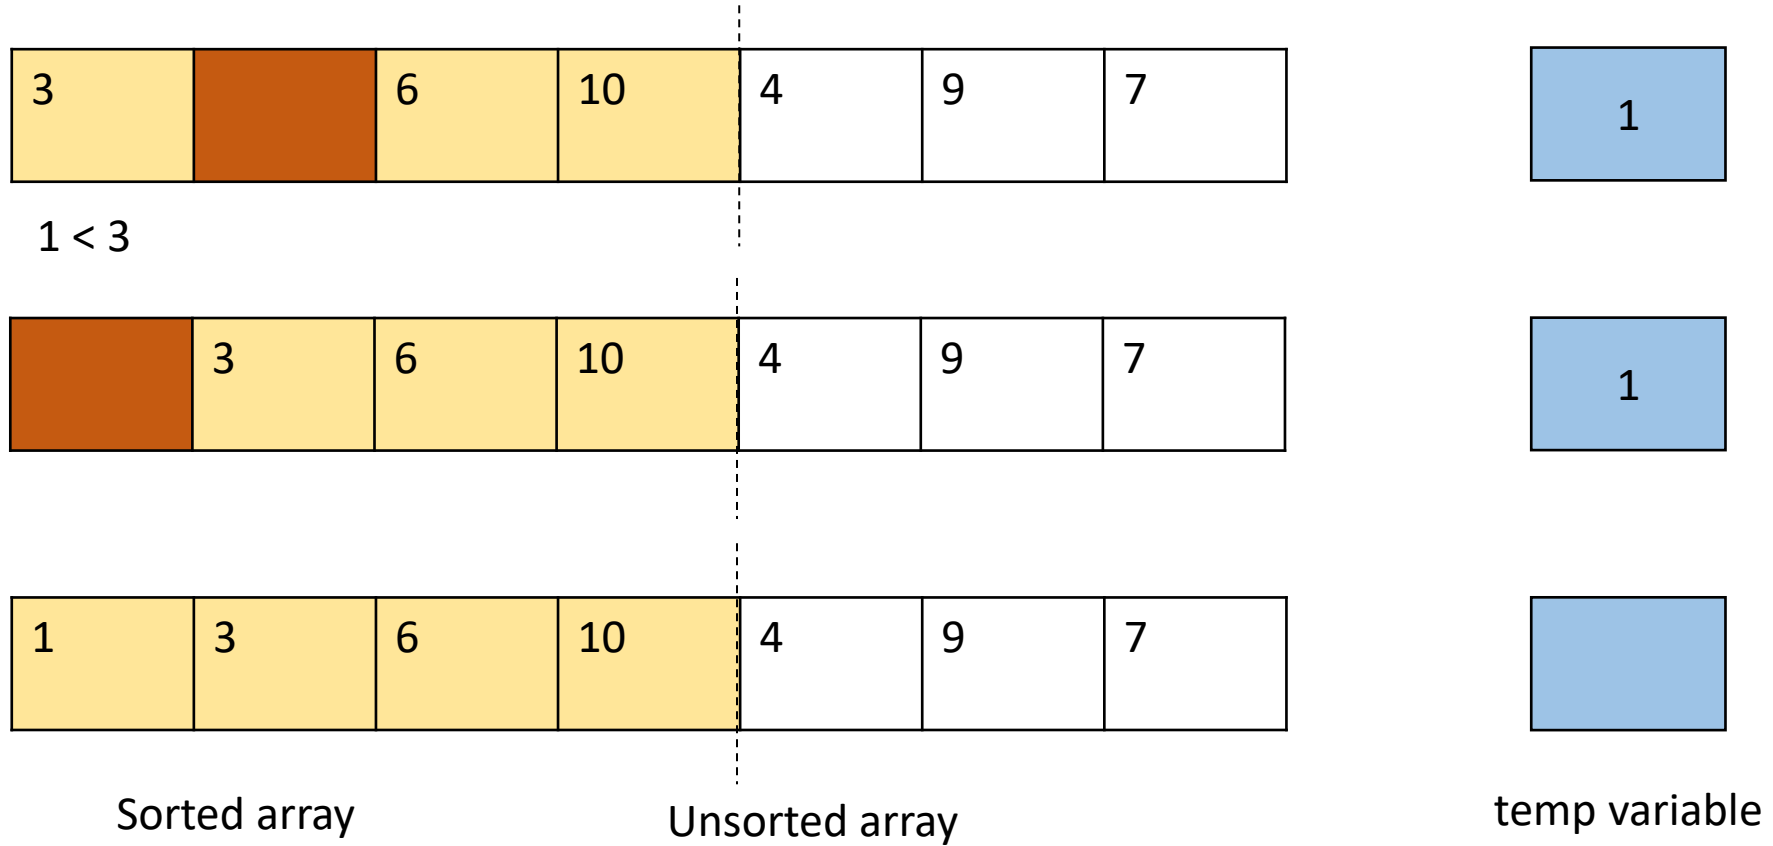 3 6 10 4 9 7 1
1 < 3
3 6 10 4 9 7 1
1 3 6 10 4 9 7
Sorted array Unsorted array temp variable